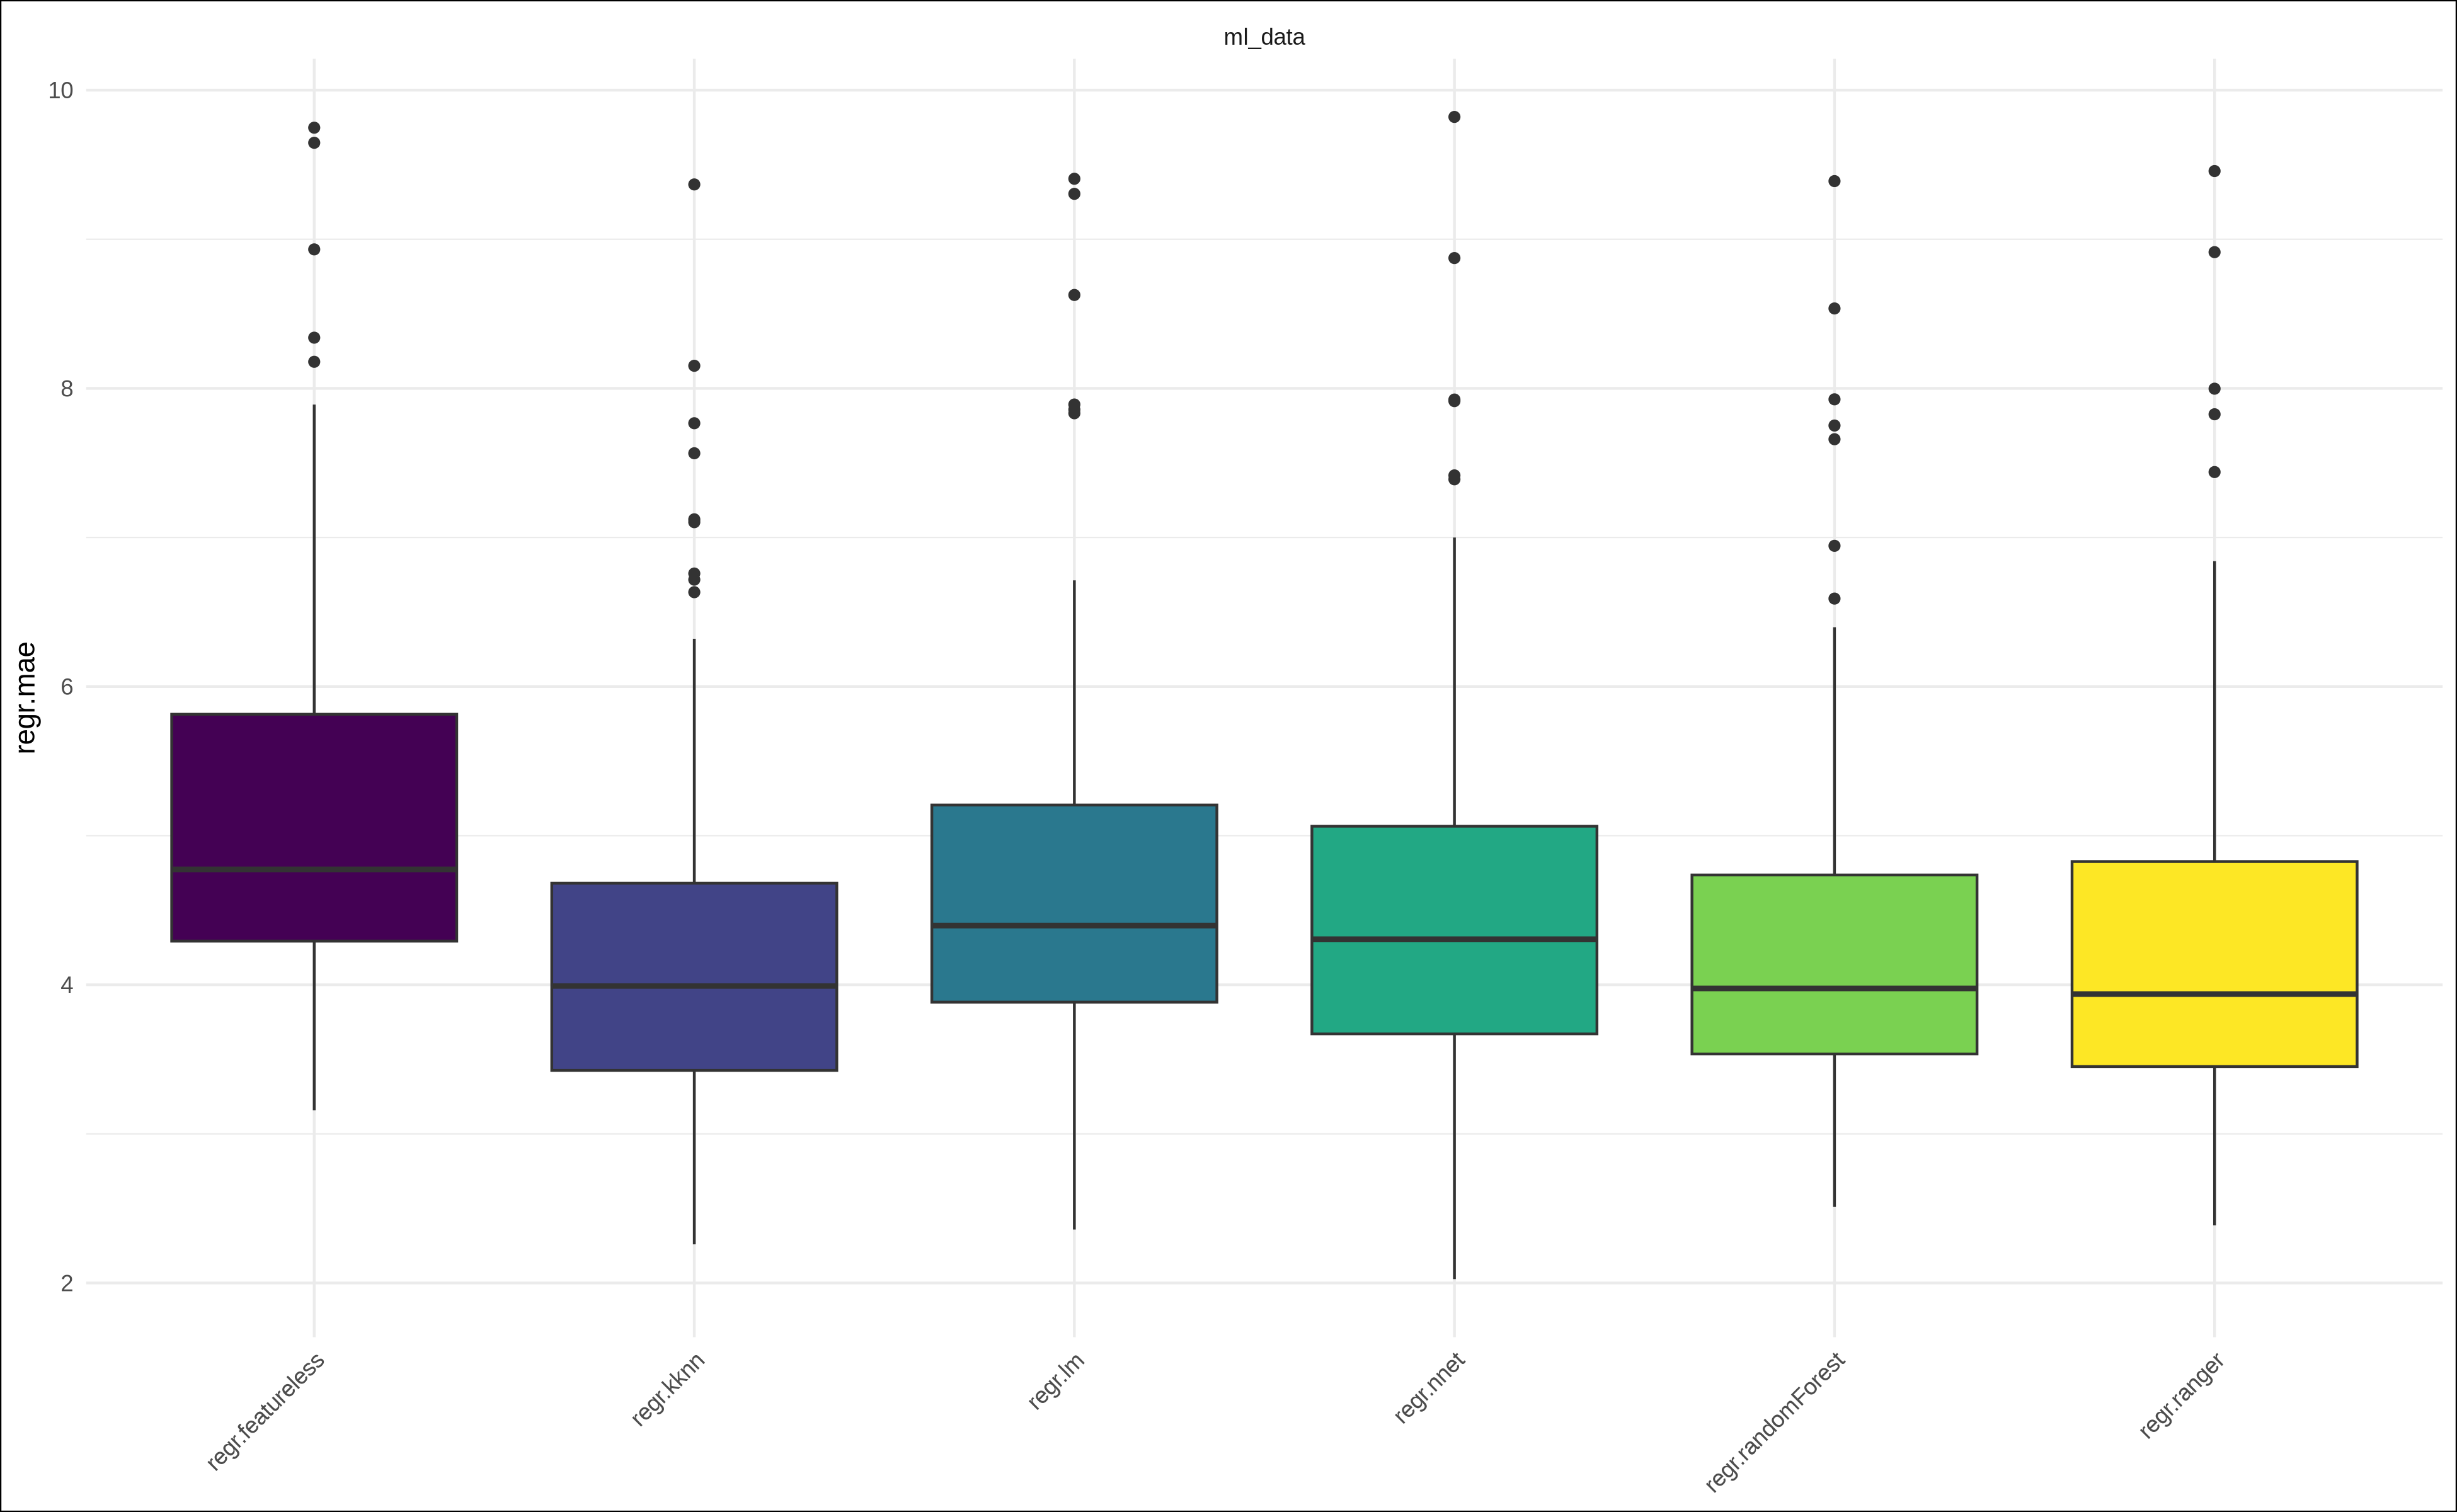 ml_data
10
8
6
4
2
regr.rmae
regr.featureless
regr.kknn
regr.lm
regr.nnet
regr.randomForest
regr.ranger